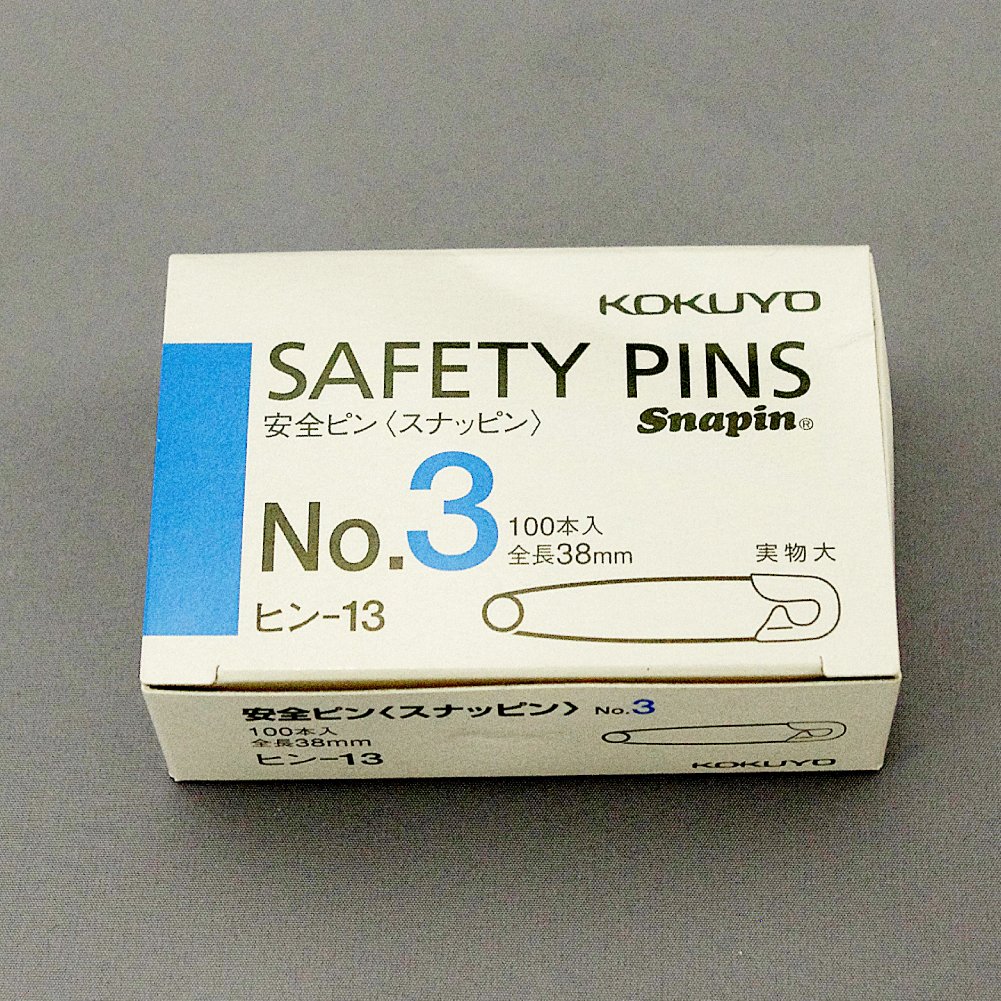 KOKUYO
SAFETY PINS
安全ピン〈スナッピン〉 Snapin®
No.3 100本入
全長38mm
実物大
ヒン-13
安全ピン〈スナッピン〉 No.3
100本入
全長38mm
ヒン-13
KOKUYO